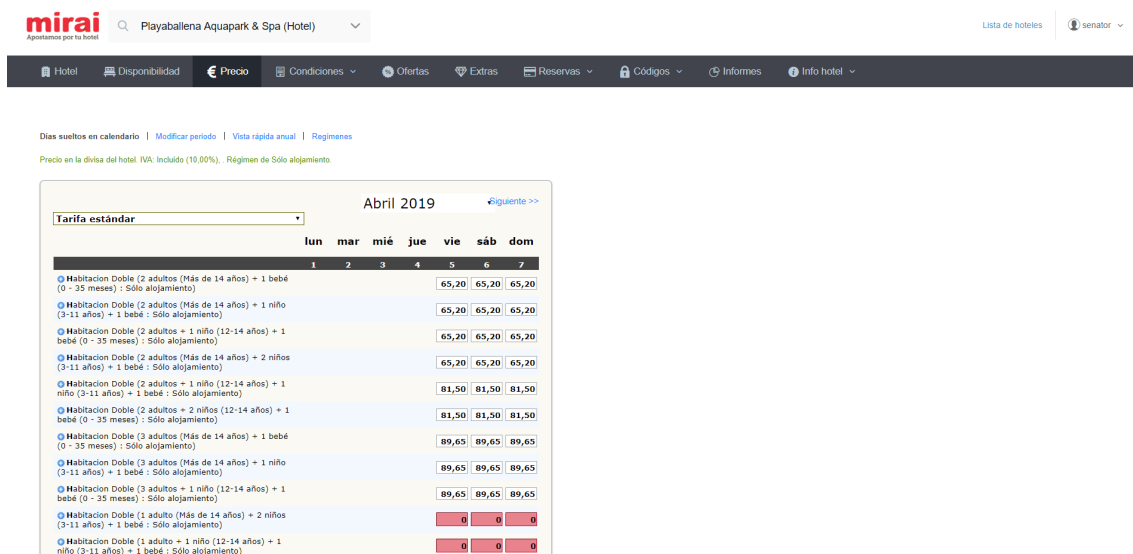 mirai
Apostamos por tu hotel
Playaballena Aquapark & Spa (Hotel)
Lista de hoteles
senator
Hotel Disponibilidad Precio Condiciones Ofertas Extras Reservas Códigos Informes Info hotel
Días sueltos en calendario | Modificar periodo | Vista rápida anual | Regímenes
Precio en la divisa del hotel. IVA: Incluido (10,00%), . Régimen de Sólo alojamiento.
Abril 2019
Siguiente >>
Tarifa estándar
lun mar mié jue vie sáb dom
1 2 3 4 5 6 7
Habitacion Doble (2 adultos (Más de 14 años) + 1 bebé
(0 - 35 meses) : Sólo alojamiento)
65,20 65,20 65,20
Habitacion Doble (2 adultos (Más de 14 años) + 1 niño
(3-11 años) + 1 bebé : Sólo alojamiento)
65,20 65,20 65,20
Habitacion Doble (2 adultos + 1 niño (12-14 años) + 1
bebé (0 - 35 meses) : Sólo alojamiento)
65,20 65,20 65,20
Habitacion Doble (2 adultos (Más de 14 años) + 2 niños
(3-11 años) + 1 bebé : Sólo alojamiento)
65,20 65,20 65,20
Habitacion Doble (2 adultos + 1 niño (12-14 años) + 1
niño (3-11 años) + 1 bebé : Sólo alojamiento)
81,50 81,50 81,50
Habitacion Doble (2 adultos + 2 niños (12-14 años) + 1
bebé (0 - 35 meses) : Sólo alojamiento)
81,50 81,50 81,50
Habitacion Doble (3 adultos (Más de 14 años) + 1 bebé
(0 - 35 meses) : Sólo alojamiento)
89,65 89,65 89,65
Habitacion Doble (3 adultos (Más de 14 años) + 1 niño
(3-11 años) + 1 bebé : Sólo alojamiento)
89,65 89,65 89,65
Habitacion Doble (3 adultos + 1 niño (12-14 años) + 1
bebé (0 - 35 meses) : Sólo alojamiento)
89,65 89,65 89,65
Habitacion Doble (1 adulto (Más de 14 años) + 2 niños
(3-11 años) + 1 bebé : Sólo alojamiento)
0 0 0
Habitacion Doble (1 adulto + 1 niño (12-14 años) + 1
niño (3-11 años) + 1 bebé : Sólo alojamiento)
0 0 0